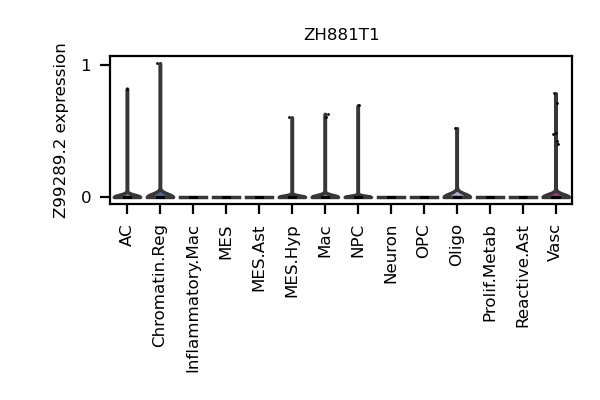 ZH881T1
Z99289.2 expression
1
0
AC
Chromatin.Reg
Inflammatory.Mac
MES
MES.Ast
MES.Hyp
Mac
NPC
Neuron
OPC
Oligo
Prolif.Metab
Reactive.Ast
Vasc